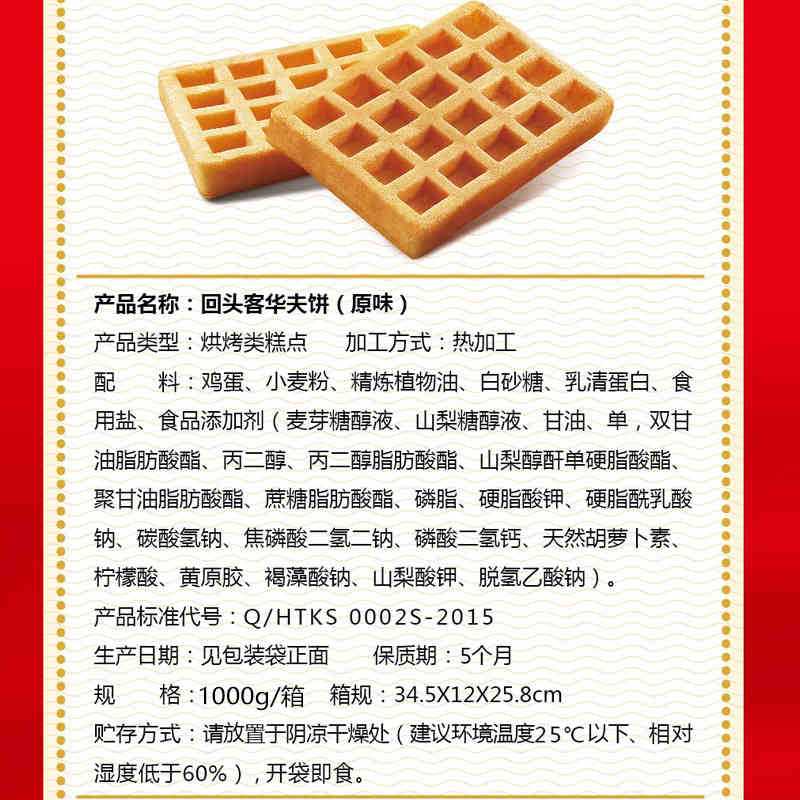 产品名称：回头客华夫饼（原味）
产品类型：烘烤类糕点 加工方式：热加工
配 料：鸡蛋、小麦粉、精炼植物油、白砂糖、乳清蛋白、食
用盐、食品添加剂（麦芽糖醇液、山梨糖醇液、甘油、单，双甘
油脂肪酸酯、丙二醇、丙二醇脂肪酸酯、山梨醇酐单硬脂酸酯、
聚甘油脂肪酸酯、蔗糖脂肪酸酯、磷脂、硬脂酸钾、硬脂酰乳酸
钠、碳酸氢钠、焦磷酸二氢二钠、磷酸二氢钙、天然胡萝卜素、
柠檬酸、黄原胶、褐藻酸钠、山梨酸钾、脱氢乙酸钠）。
产品标准代号：Q/HTKS 0002S-2015
生产日期：见包装袋正面 保质期：5个月
规 格：1000g/箱 箱规：34.5X12X25.8cm
贮存方式：请放置于阴凉干燥处（建议环境温度25℃以下、相对
湿度低于60%），开袋即食。